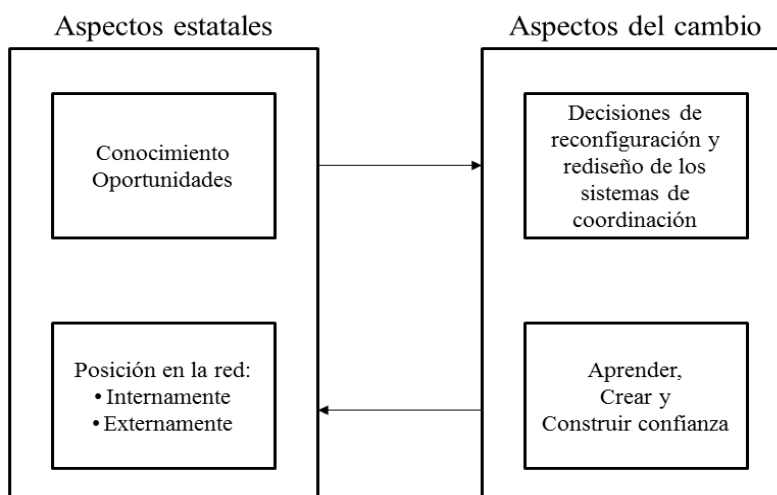 Aspectos estatales
Conocimiento
Oportunidades
Posición en la red:
• Internamente
• Externamente
Aspectos del cambio
Decisiones de
reconfiguración y
rediseño de los
sistemas de
coordinación
Aprender,
Crear y
Construir confianza